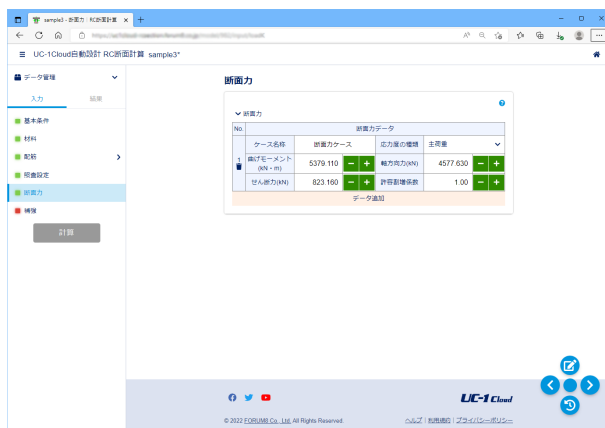 sample3 - 断面力 | RC断面計算
UC-1Cloud自動設計 RC断面計算 sample3*
データ管理
入力 結果
基本条件
材料
配筋
照査設定
断面力
補強
計算
断面力
断面力
No. 断面力データ
1
ケース名称 断面力ケース 応力度の種類 主荷重
曲げモーメント(kN・m) 5379.110 − + 軸方向力(kN) 4577.630 − +
せん断力(kN) 823.160 − + 許容割増係数 1.00 − +
データ追加
UC-1 Cloud
© 2022 FORUM8 Co., Ltd. All Rights Reserved.
ヘルプ | 利用規約 | プライバシーポリシー